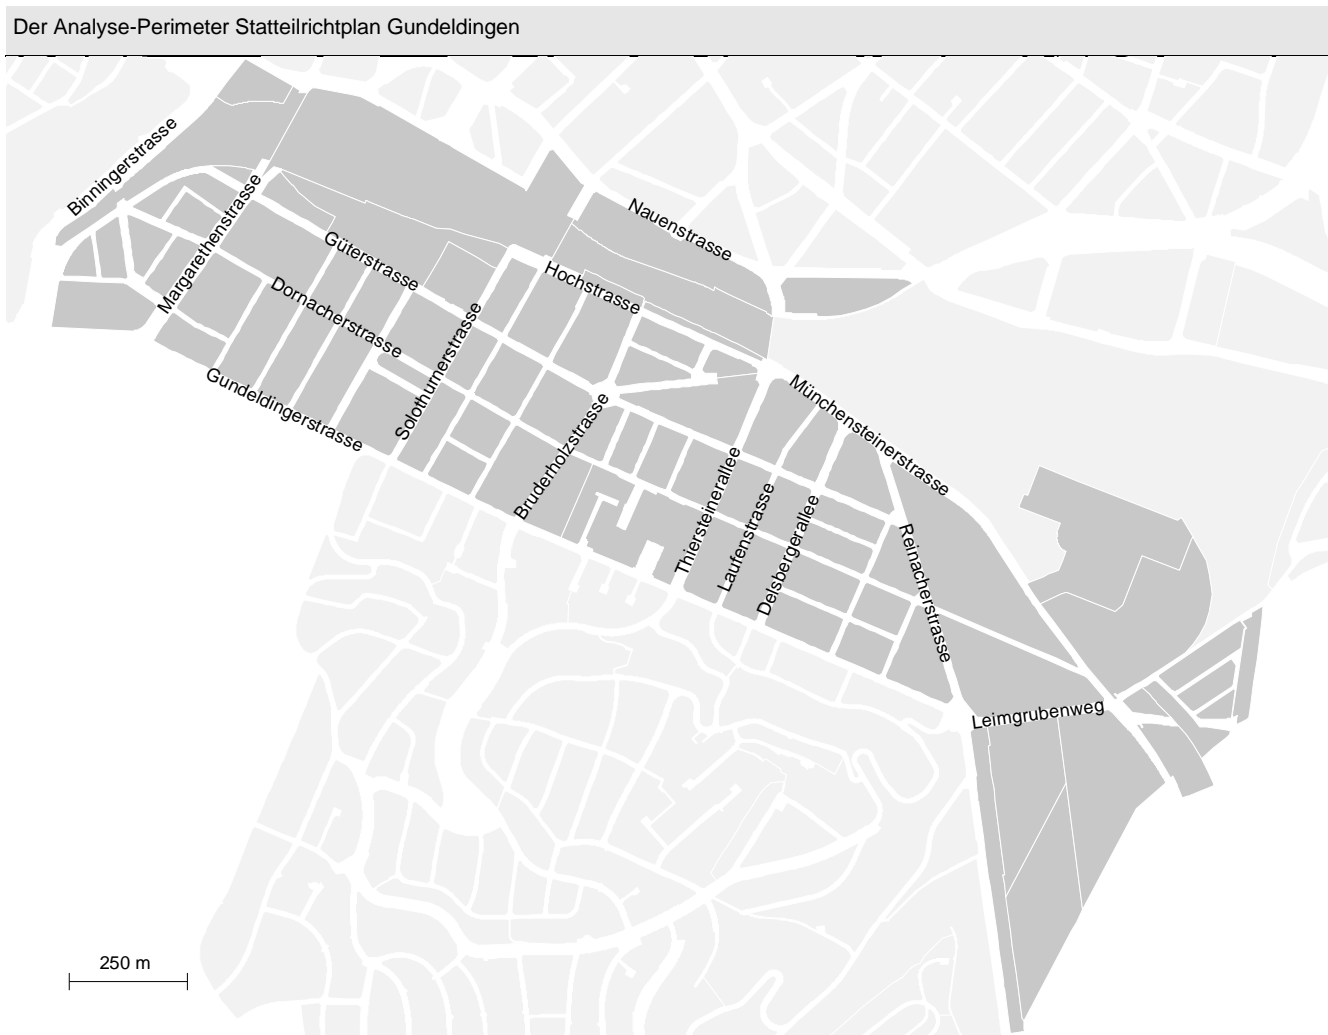 Der Analyse-Perimeter Statteilrichtplan Gundeldingen
Binningerstrasse
Margarethenstrasse
Nauenstrasse
Güterstrasse
Hochstrasse
Dornacherstrasse
Solothurnerstrasse
Gundeldingerstrasse
Bruderholzstrasse
Münchensteinerstrasse
Thiersteinerallee
Laufenstrasse
Delsbergerallee
Reinacherstrasse
Leimgrubenweg
250 m